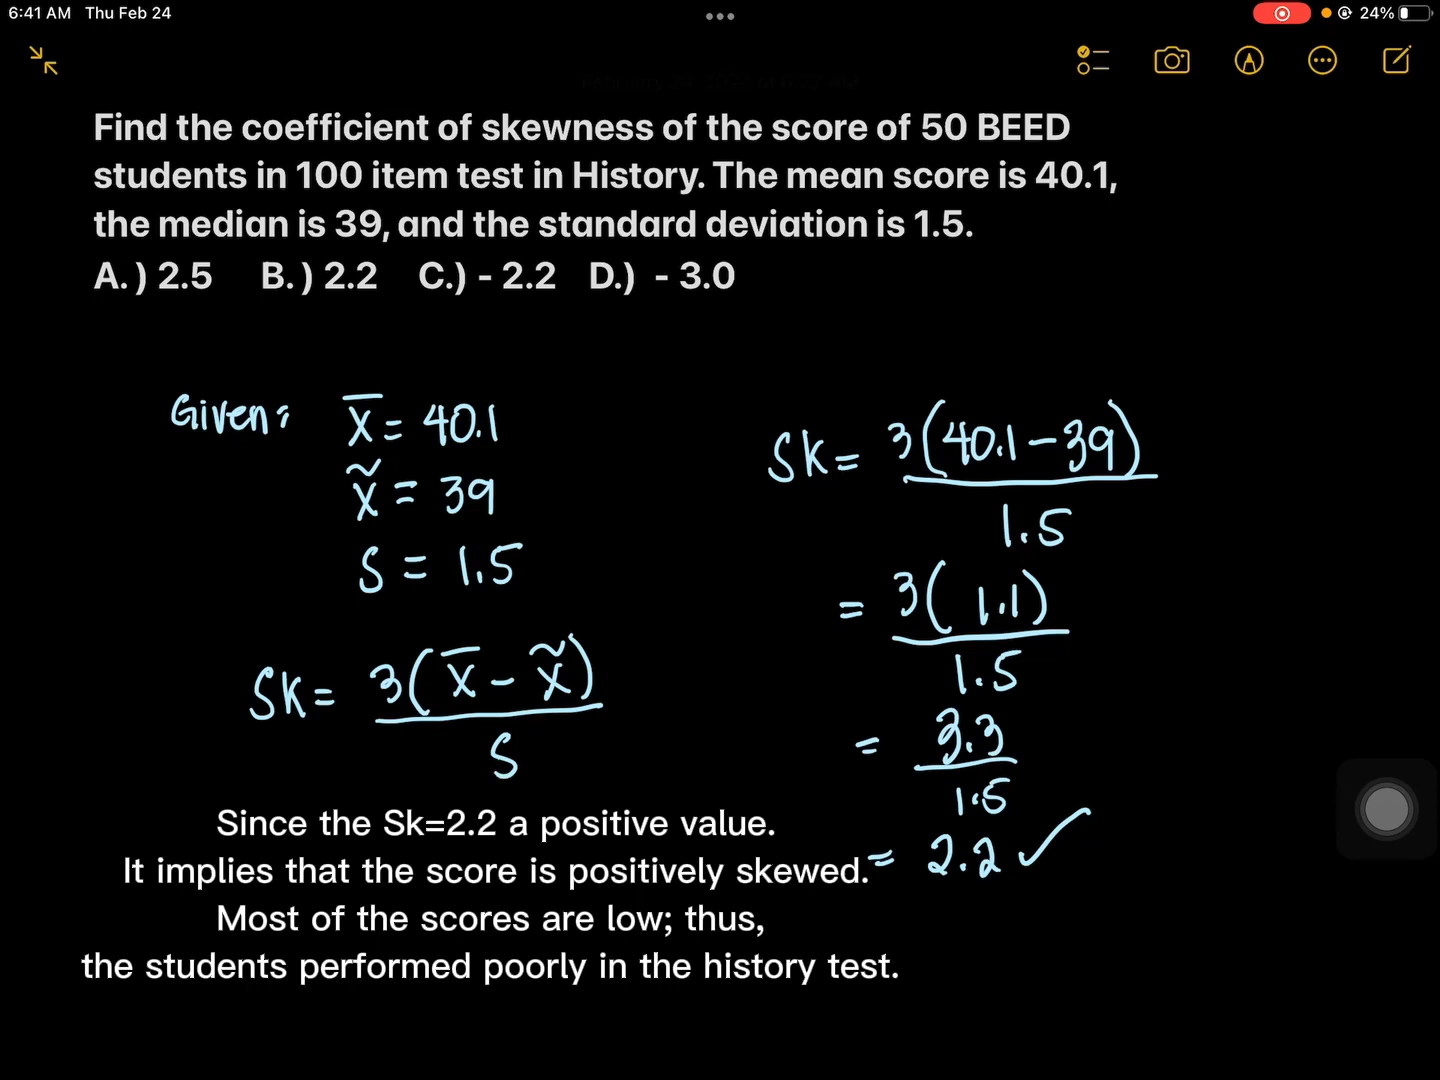 6:41 AM Thu Feb 24
24%
Find the coefficient of skewness of the score of 50 BEED
students in 100 item test in History. The mean score is 40.1,
the median is 39, and the standard deviation is 1.5.
A. ) 2.5 B. ) 2.2 C.) - 2.2 D.) - 3.0
Given: x̄ = 40.1
x̃ = 39
S = 1.5
SK = 3(x̄ - x̃)
S
SK = 3(40.1 - 39)
1.5
= 3(1.1)
1.5
= 3.3
1.5
= 2.2 ✓
Since the Sk=2.2 a positive value.
It implies that the score is positively skewed.
Most of the scores are low; thus,
the students performed poorly in the history test.